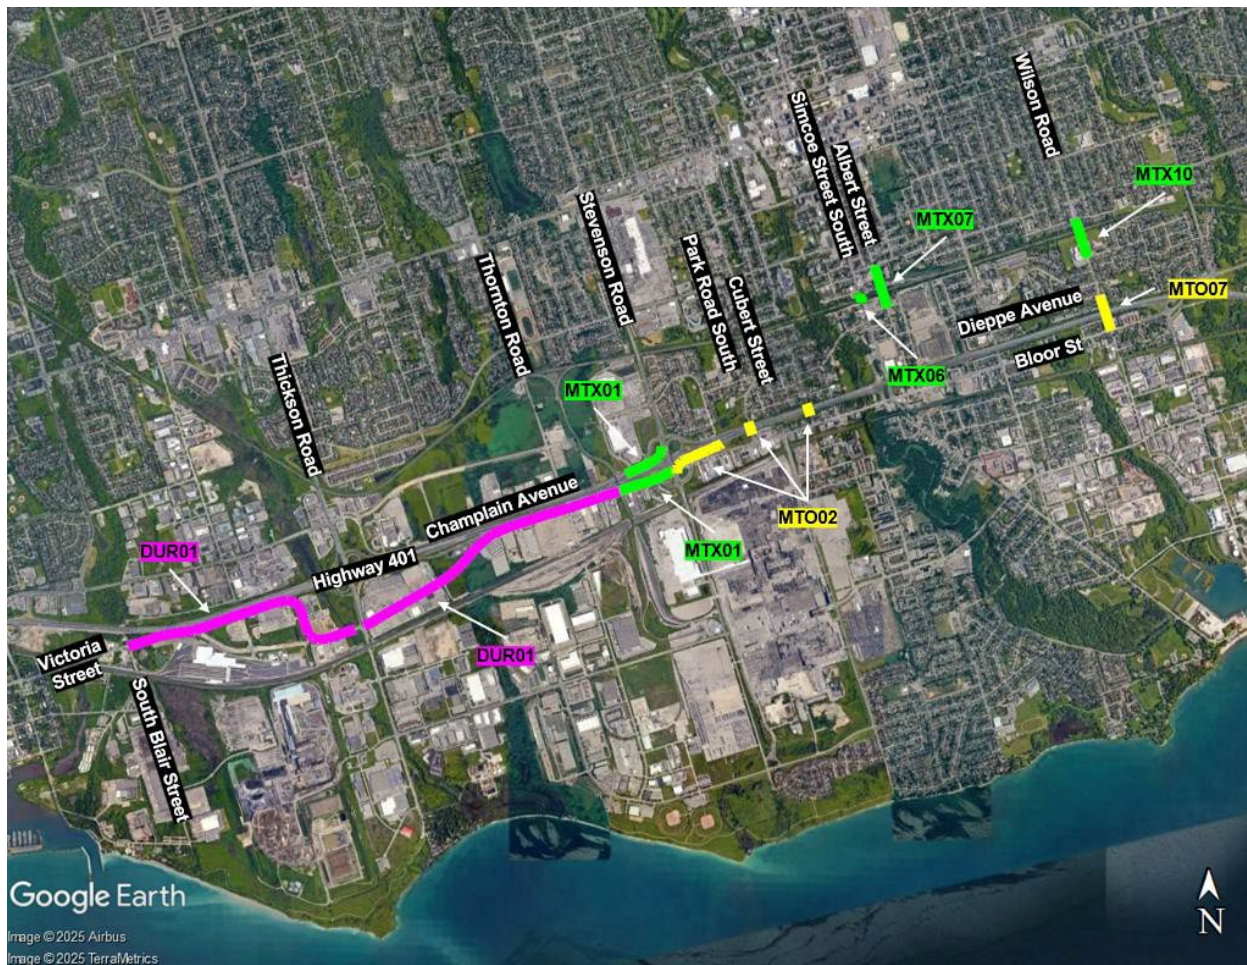 Wilson Road
Simcoe Street South
Albert Street
MTX10
MTX07
Stevenson Road
Park Road South
Cubert Street
Thornton Road
Dieppe Avenue
MTO07
Bloor St
Thickson Road
MTX06
MTX01
Champlain Avenue
MTO02
DUR01
Highway 401
MTX01
DUR01
Victoria
Street
South Blair Street
Google Earth
Image © 2025 Airbus
Image © 2025 TerraMetrics
N